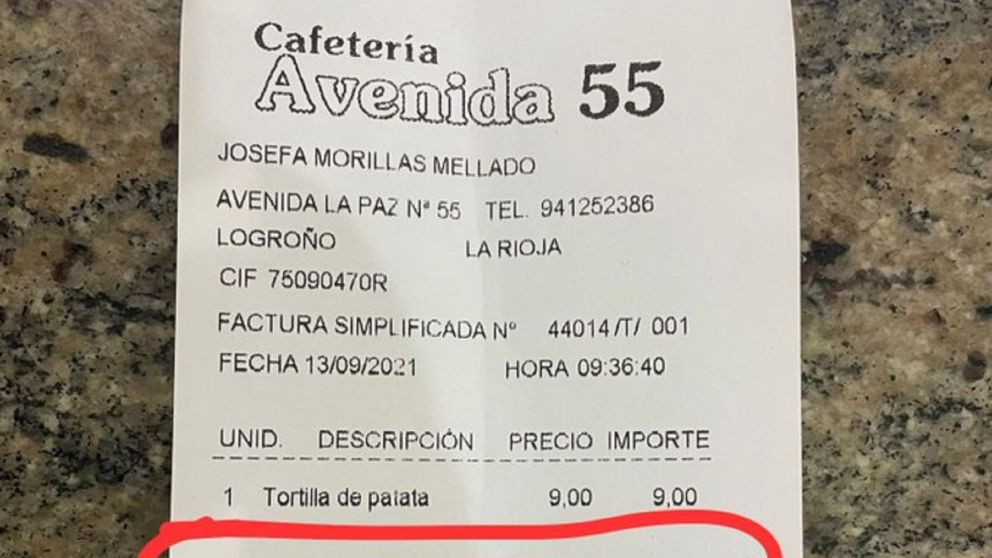 Cafetería
Avenida 55
JOSEFA MORILLAS MELLADO
AVENIDA LA PAZ Nª 55 TEL. 941252386
LOGROÑO LA RIOJA
CIF 75090470R
FACTURA SIMPLIFICADA Nº 44014/T/ 001
FECHA 13/09/2021 HORA 09:36:40
UNID. DESCRIPCIÓN PRECIO IMPORTE
1 Tortilla de patata 9,00 9,00